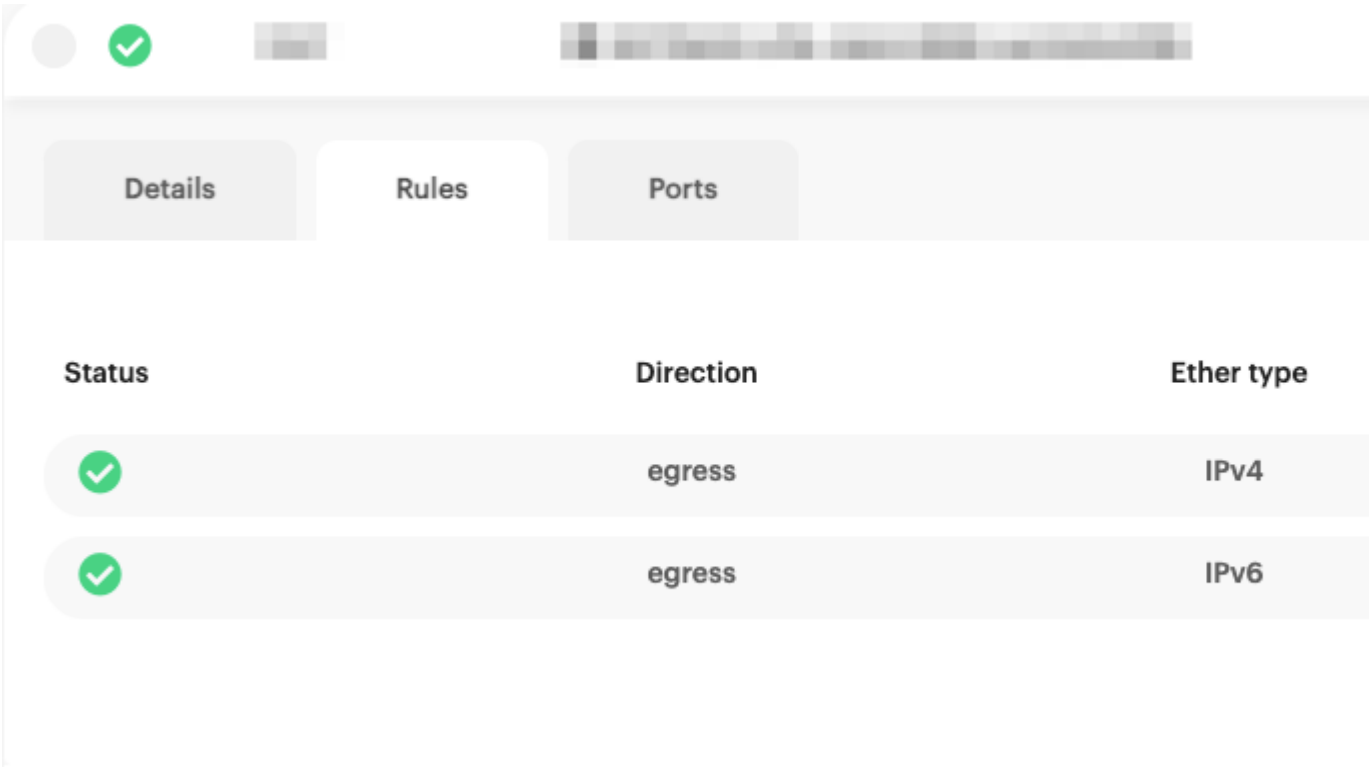 Details Rules Ports
Status Direction Ether type
egress IPv4
egress IPv6